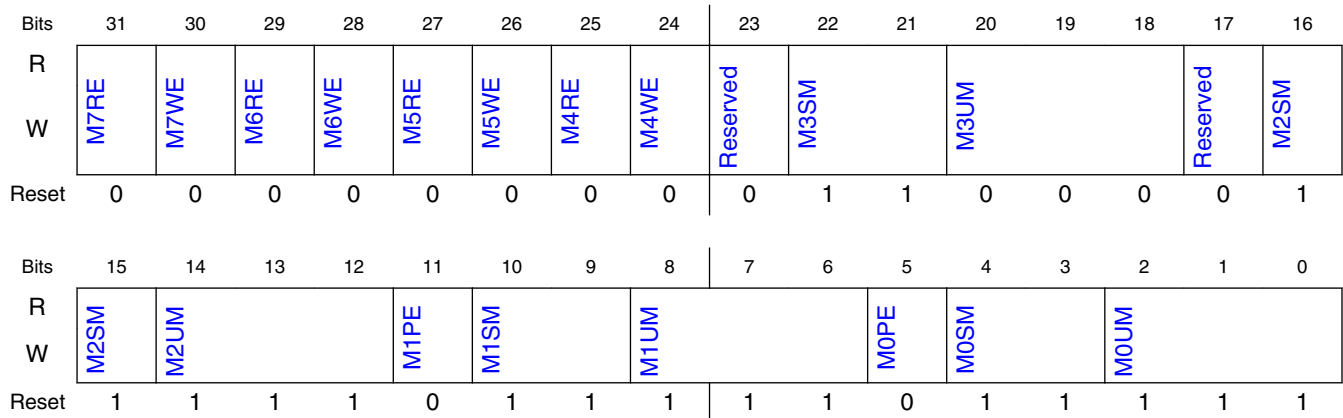 Bits 31 30 29 28 27 26 25 24 23 22 21 20 19 18 17 16
R
W
M7RE M7WE M6RE M6WE M5RE M5WE M4RE M4WE Reserved M3SM M3UM Reserved M2SM
Reset 0 0 0 0 0 0 0 0 0 1 1 0 0 0 0 1
Bits 15 14 13 12 11 10 9 8 7 6 5 4 3 2 1 0
R
W
M2SM M2UM M1PE M1SM M1UM M0PE M0SM M0UM
Reset 1 1 1 1 0 1 1 1 1 1 0 1 1 1 1 1